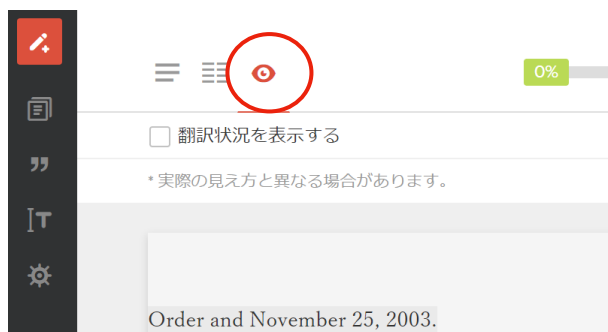 0%
翻訳状況を表示する
* 実際の見え方と異なる場合があります。
Order and November 25, 2003.